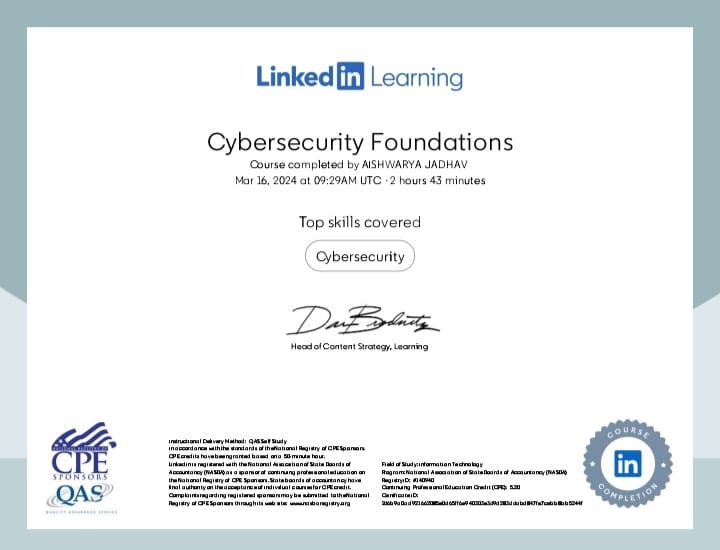 LinkedIn Learning
Cybersecurity Foundations
Course completed by AISHWARYA JADHAV
Mar 16, 2024 at 09:29AM UTC · 2 hours 43 minutes
Top skills covered
Cybersecurity
Head of Content Strategy, Learning
NATIONAL REGISTRY OF
CPE
SPONSORS
QAS
QUALITY ASSURANCE SERVICE
Instructional Delivery Method: QAS Self Study
In accordance with the standards of the National Registry of CPE Sponsors,
CPE credits have been granted based on a 50-minute hour.
LinkedIn is registered with the National Association of State Boards of
Accountancy (NASBA) as a sponsor of continuing professional education on
the National Registry of CPE Sponsors. State boards of accountancy have
final authority on the acceptance of individual courses for CPE credit.
Complaints regarding registered sponsors may be submitted to the National
Registry of CPE Sponsors through its web site: www.nasbaregistry.org
Field of Study: Information Technology
Program: National Association of State Boards of Accountancy (NASBA)
Registry ID: #140940
Continuing Professional Education Credit (CPE): 5.20
Certificate ID:
COURSE
in
COMPLETION